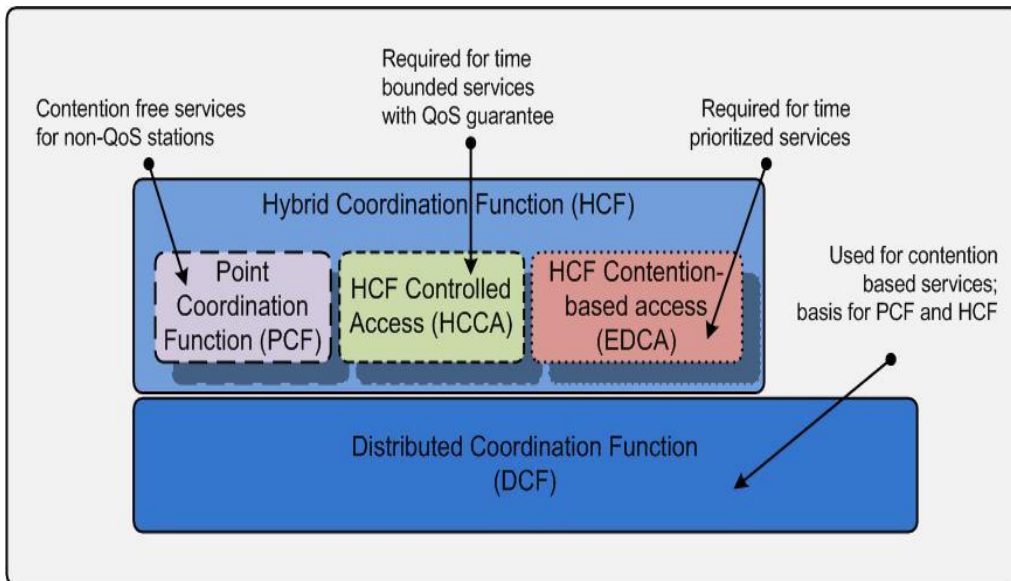 Required for time
bounded services
with QoS guarantee
Contention free services
for non-QoS stations
Required for time
prioritized services
Hybrid Coordination Function (HCF)
Point
Coordination
Function (PCF)
HCF Controlled
Access (HCCA)
HCF Contention-
based access
(EDCA)
Used for contention
based services;
basis for PCF and HCF
Distributed Coordination Function
(DCF)